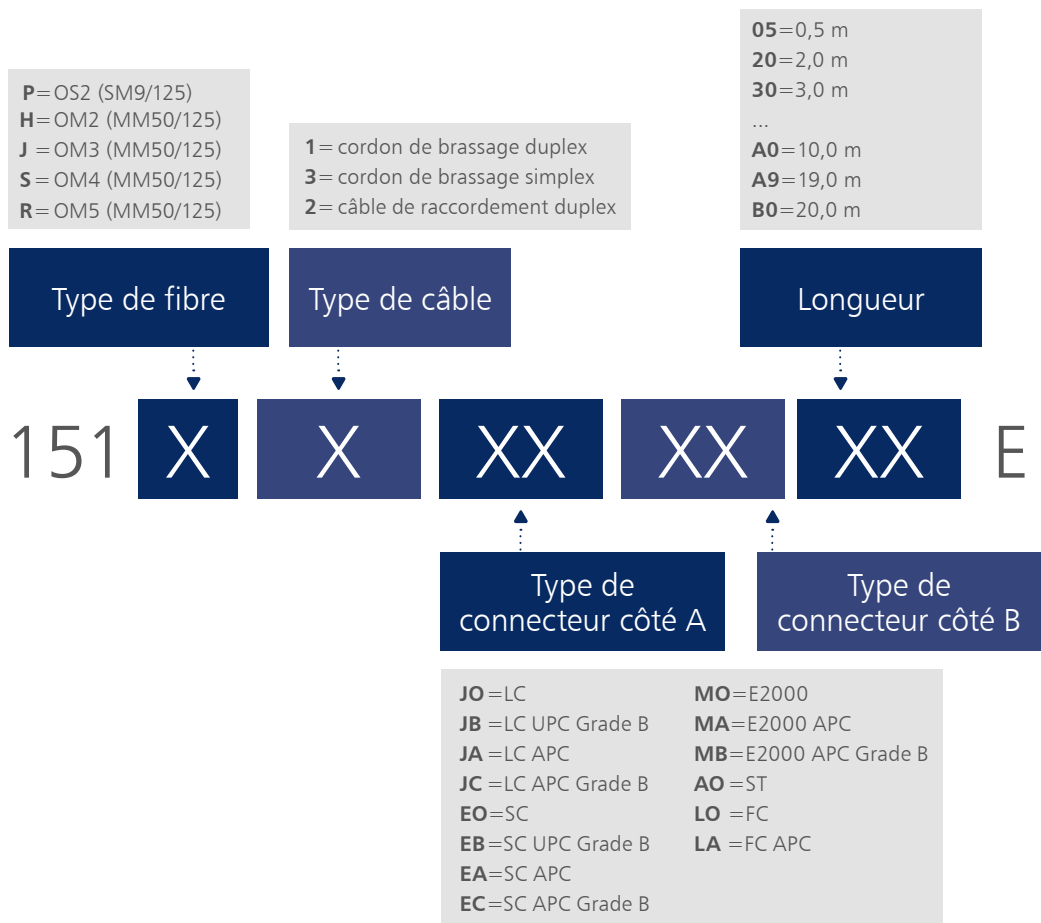 05=0,5 m
20=2,0 m
30=3,0 m
...
A0=10,0 m
A9=19,0 m
B0=20,0 m
P=OS2 (SM9/125)
H=OM2 (MM50/125)
J =OM3 (MM50/125)
S=OM4 (MM50/125)
R=OM5 (MM50/125)
1= cordon de brassage duplex
3= cordon de brassage simplex
2= câble de raccordement duplex
Type de fibre
Type de câble
Longueur
151 X X XX XX XX E
Type de
connecteur côté A
Type de
connecteur côté B
JO=LC
JB =LC UPC Grade B
JA =LC APC
JC =LC APC Grade B
EO=SC
EB=SC UPC Grade B
EA=SC APC
EC=SC APC Grade B
MO=E2000
MA=E2000 APC
MB=E2000 APC Grade B
AO=ST
LO =FC
LA =FC APC